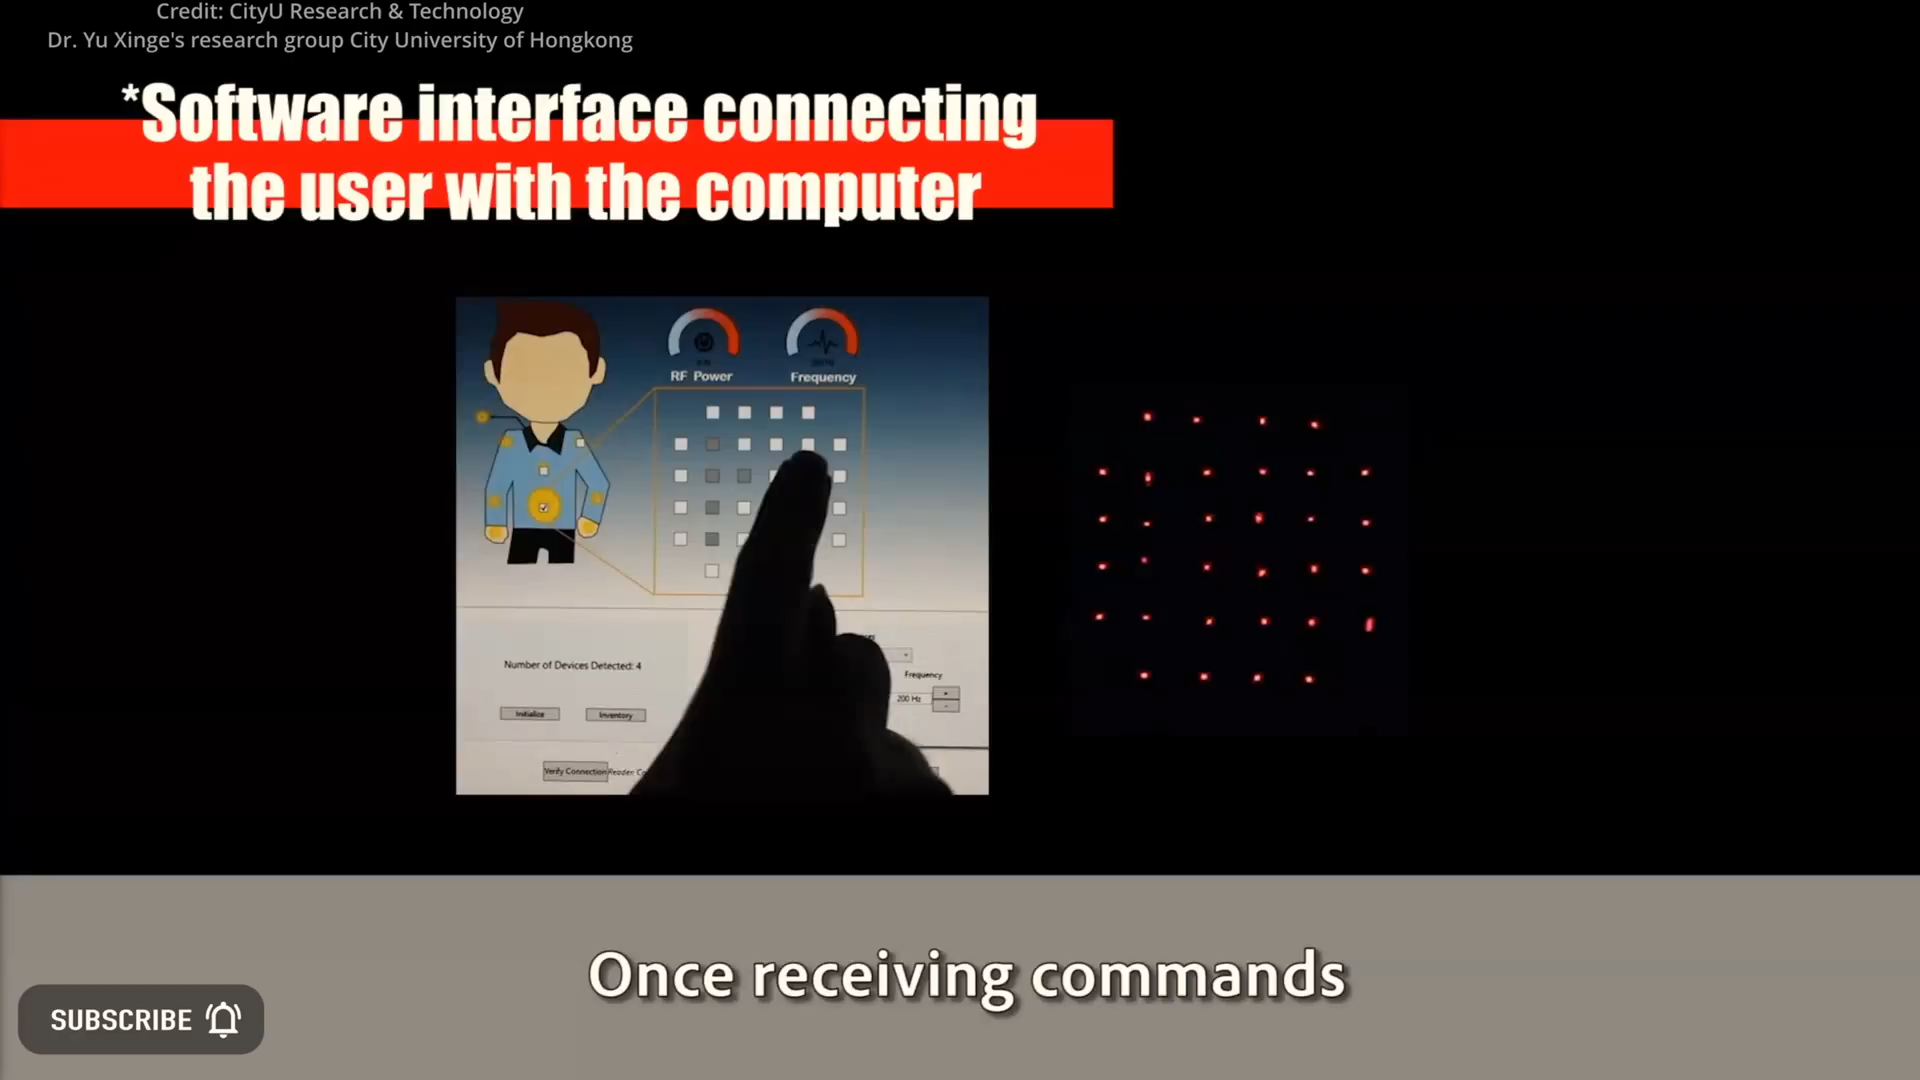 Credit: CityU Research & Technology
Dr. Yu Xinge's research group City University of Hongkong
*Software interface connecting
the user with the computer
RF Power
Frequency
Number of Devices Detected: 4
Frequency
200 Hz
Initialize
Inventory
Verify Connection
Once receiving commands
SUBSCRIBE